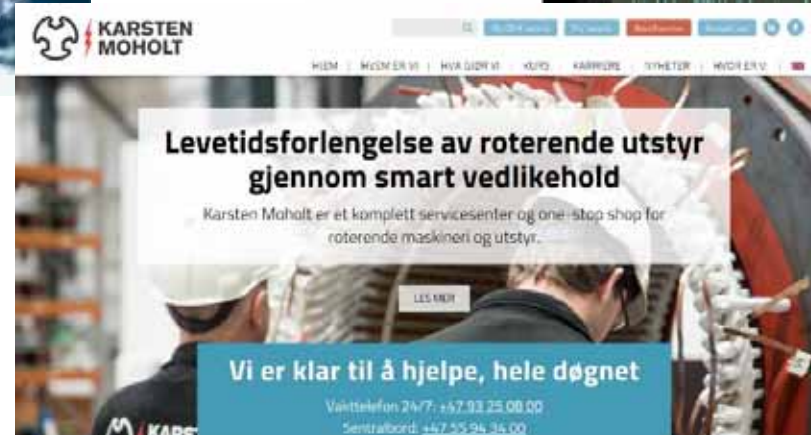 KARSTEN
MOHOLT
HJEM | HVEM ER VI | HVA GJØR VI | KURS | KARRIERE | NYHETER | HVOR ER VI
Levetidsforlengelse av roterende utstyr
gjennom smart vedlikehold
Karsten Moholt er et komplett servicesenter og one-stop shop for
roterende maskineri og utstyr.
LES MER
Vi er klar til å hjelpe, hele døgnet
Vakttelefon 24/7: +47 93 25 08 00
Sentralbord: +47 55 94 34 00